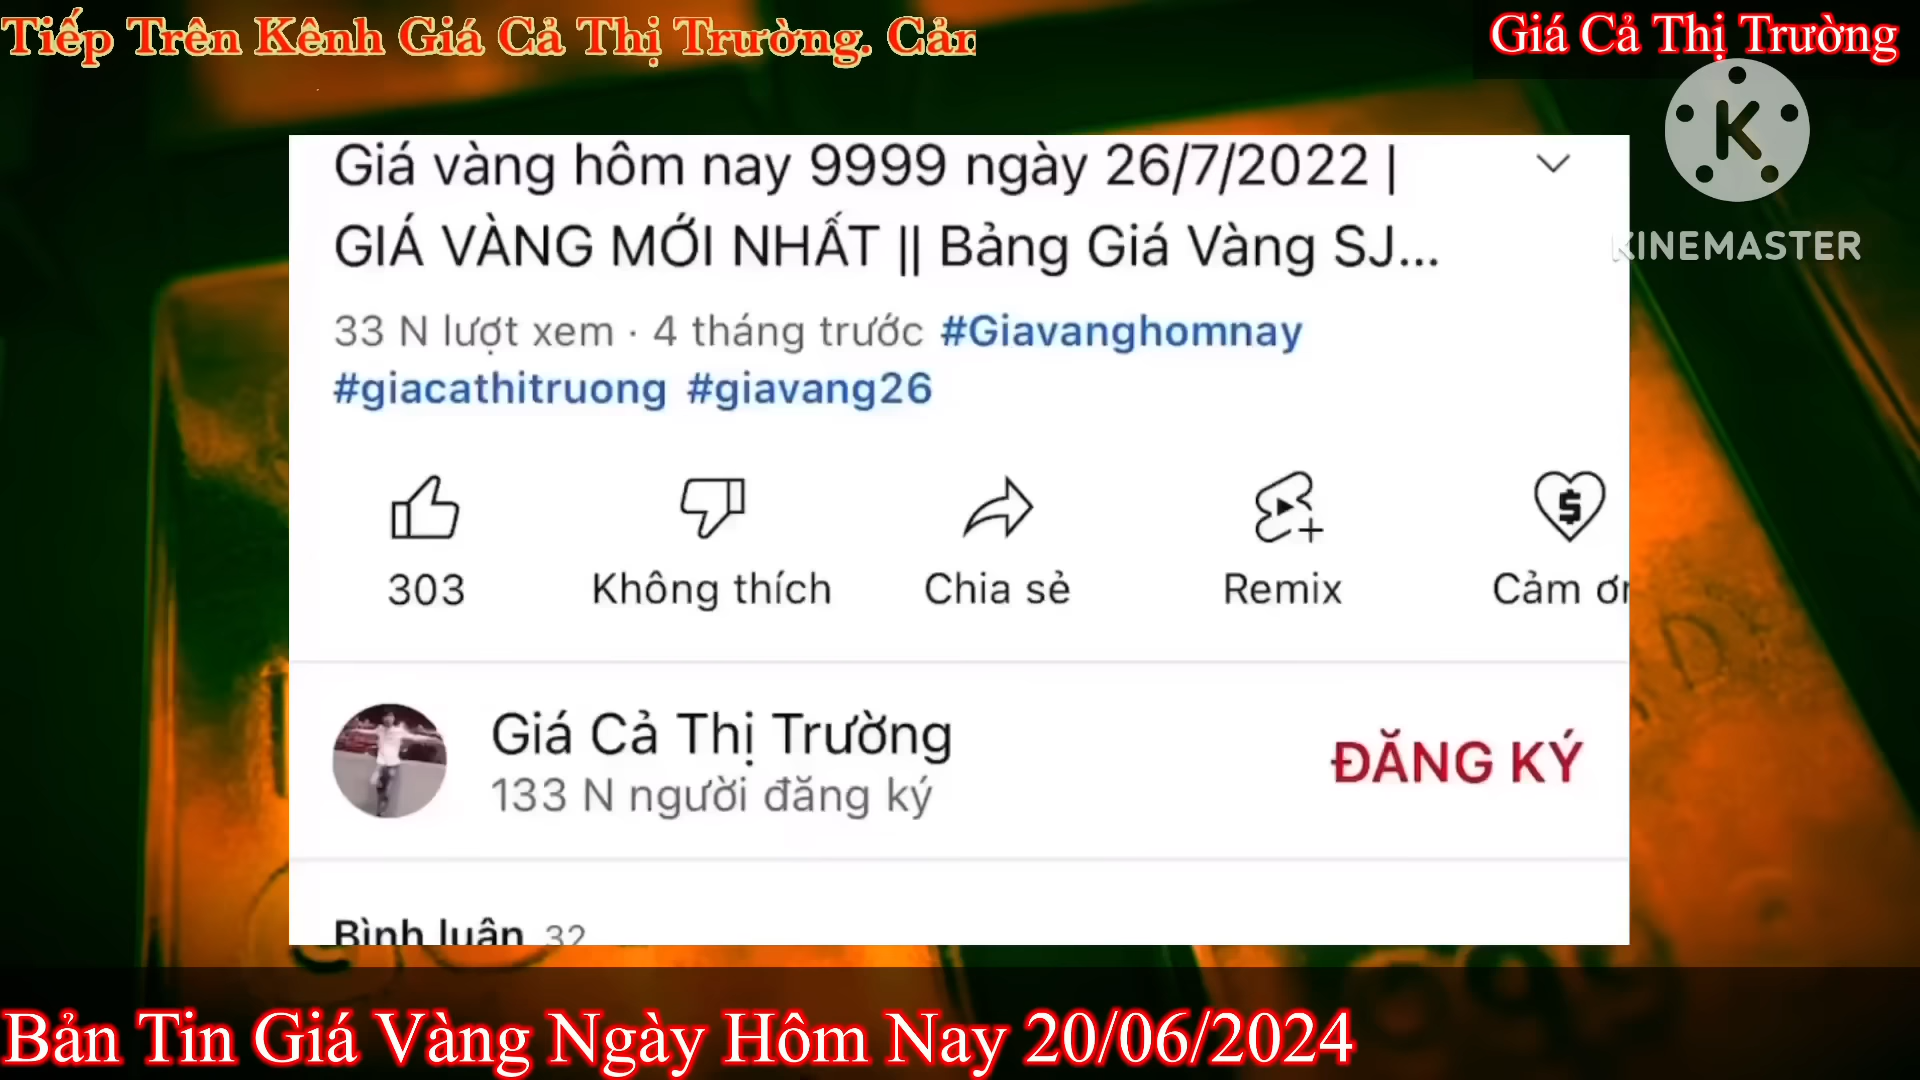 Tiếp Trên Kênh Giá Cả Thị Trường. Cản
Giá Cả Thị Trường
K
KINEMASTER
Giá vàng hôm nay 9999 ngày 26/7/2022 |
GIÁ VÀNG MỚI NHẤT || Bảng Giá Vàng SJ...
33 N lượt xem · 4 tháng trước #Giavanghomnay
#giacathitruong #giavang26
303
Không thích
Chia sẻ
Remix
Cảm ơn
Giá Cả Thị Trường
133 N người đăng ký
ĐĂNG KÝ
Bình luận 32
Bản Tin Giá Vàng Ngày Hôm Nay 20/06/2024